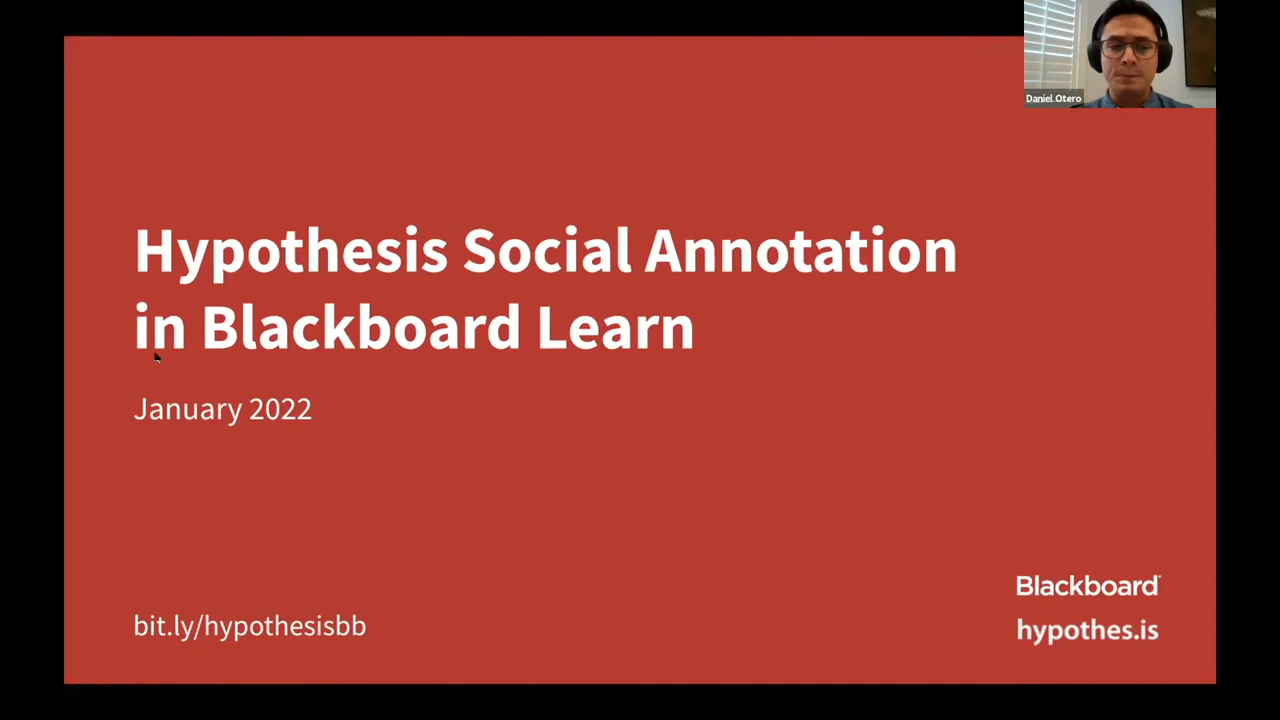 Daniel Otero
Hypothesis Social Annotation
in Blackboard Learn
January 2022
bit.ly/hypothesisbb
Blackboard
hypothes.is